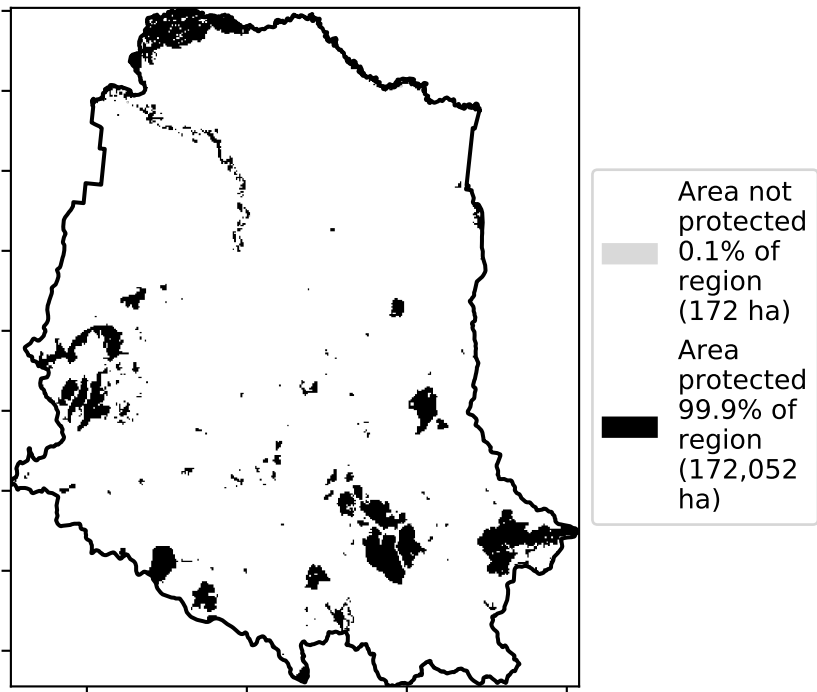 Area not
protected
0.1% of
region
(172 ha)
Area
protected
99.9% of
region
(172,052
ha)